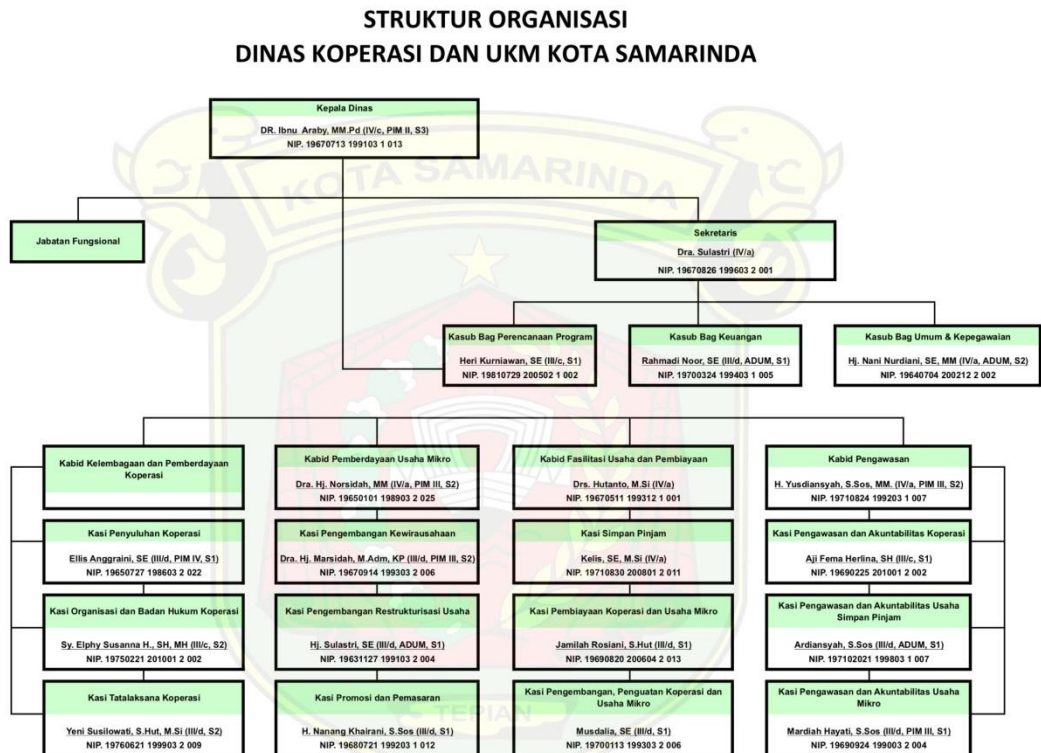 STRUKTUR ORGANISASI
DINAS KOPERASI DAN UKM KOTA SAMARINDA
Kepala Dinas
DR. Ibnu Araby, MM.Pd (IV/c, PIM II, S3)
NIP. 19670713 199103 1 013
KOTA SAMARINDA
Jabatan Fungsional
Sekretaris
Dra. Sulastri (IV/a)
NIP. 19670826 199603 2 001
Kasub Bag Perencanaan Program
Heri Kurniawan, SE (III/c, S1)
NIP. 19810729 200502 1 002
Kasub Bag Keuangan
Rahmadi Noor, SE (III/d, ADUM, S1)
NIP. 19700324 199403 1 005
Kasub Bag Umum & Kepegawaian
Hj. Nani Nurdiani, SE, MM (IV/a, ADUM, S2)
NIP. 19640704 200212 2 002
Kabid Kelembagaan dan Pemberdayaan
Koperasi
Kabid Pemberdayaan Usaha Mikro
Dra. Hj. Norsidah, MM (IV/a, PIM III, S2)
NIP. 19650101 198903 2 025
Kabid Fasilitasi Usaha dan Pembiayaan
Drs. Hutanto, M.Si (IV/a)
NIP. 19670511 199312 1 001
Kabid Pengawasan
H. Yusdiansyah, S.Sos, MM. (IV/a, PIM III, S2)
NIP. 19710824 199203 1 007
Kasi Penyuluhan Koperasi
Ellis Anggraini, SE (III/d, PIM IV, S1)
NIP. 19650727 198603 2 022
Kasi Pengembangan Kewirausahaan
Dra. Hj. Marsidah, M.Adm, KP (III/d, PIM III, S2)
NIP. 19670914 199303 2 006
Kasi Simpan Pinjam
Kelis, SE, M.Si (IV/a)
NIP. 19710830 200801 2 011
Kasi Pengawasan dan Akuntabilitas Koperasi
Aji Fema Herlina, SH (III/c, S1)
NIP. 19690225 201001 2 002
Kasi Organisasi dan Badan Hukum Koperasi
Sy. Elphy Susanna H., SH, MH (III/c, S2)
NIP. 19750221 201001 2 002
Kasi Pengembangan Restrukturisasi Usaha
Hj. Sulastri, SE (III/d, ADUM, S1)
NIP. 19631127 199103 2 004
Kasi Pembiayaan Koperasi dan Usaha Mikro
Jamilah Rosiani, S.Hut (III/d, S1)
NIP. 19690820 200604 2 013
Kasi Pengawasan dan Akuntabilitas Usaha
Simpan Pinjam
Ardiansyah, S.Sos (III/d, ADUM, S1)
NIP. 197102021 199803 1 007
Kasi Tatalaksana Koperasi
Yeni Susilowati, S.Hut, M.Si (III/d, S2)
NIP. 19760621 199903 2 009
Kasi Promosi dan Pemasaran
H. Nanang Khairani, S.Sos (III/d, S1)
NIP. 19680721 199203 1 012
Kasi Pengembangan, Penguatan Koperasi dan
Usaha Mikro
Musdalia, SE (III/d, S1)
NIP. 19700113 199303 2 006
Kasi Pengawasan dan Akuntabilitas Usaha
Mikro
Mardiah Hayati, S.Sos (III/d, PIM III, S1)
NIP. 19690924 199003 2 004
TEPIAN